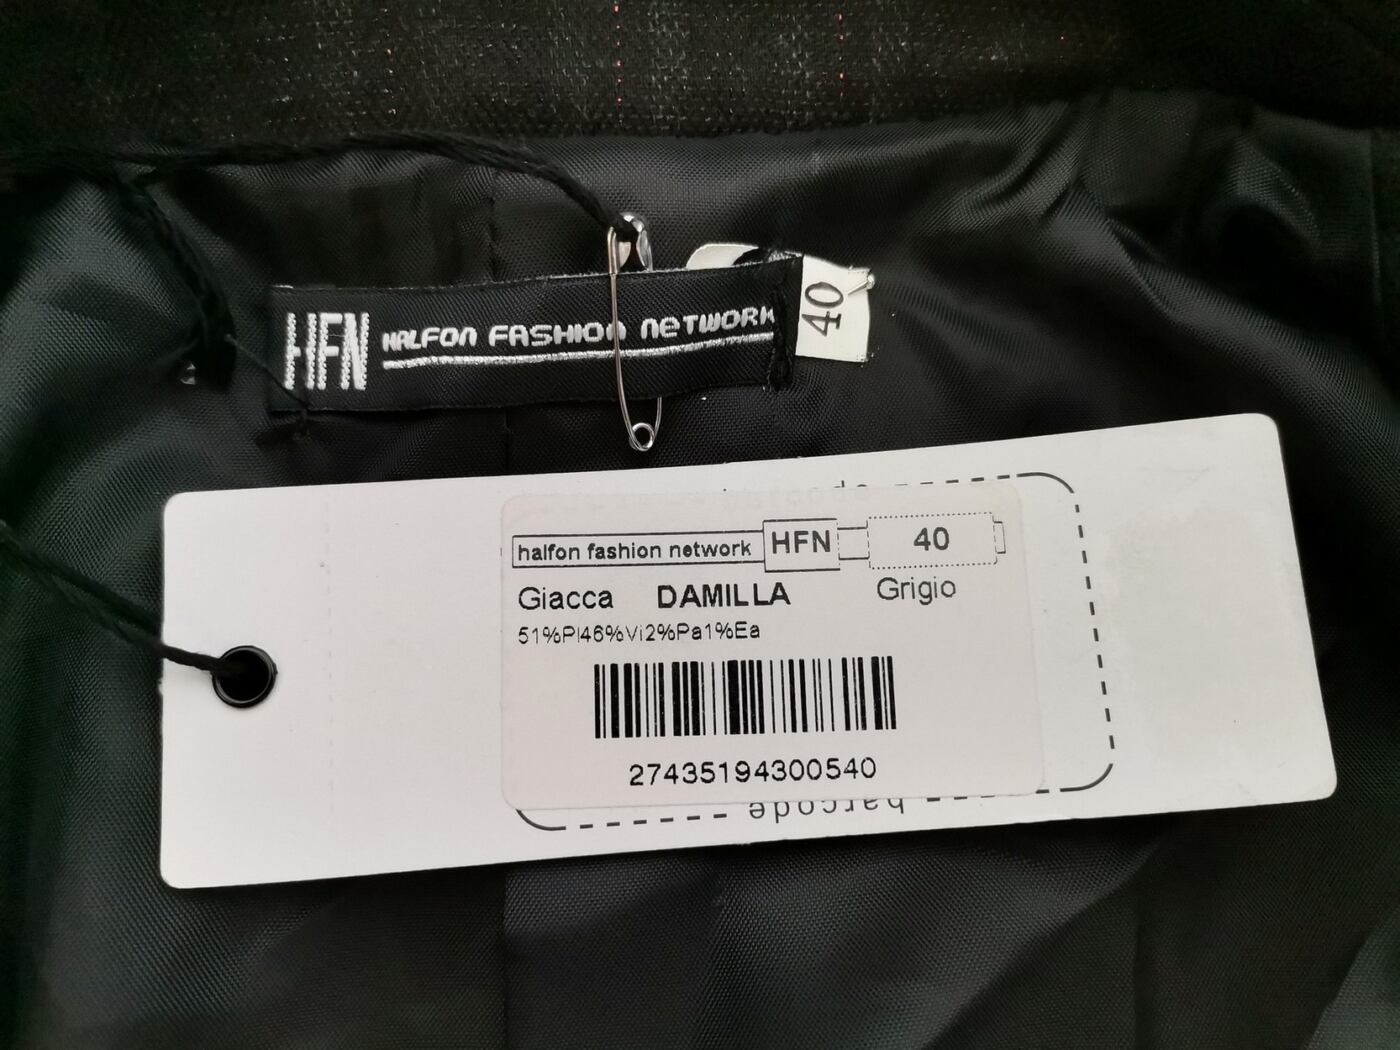 HFN HALFON FASHION NETWORK
40
barcode
halfon fashion network HFN 40
Giacca DAMILLA Grigio
51%Pl46%Vi2%Pa1%Ea
27435194300540
barcode